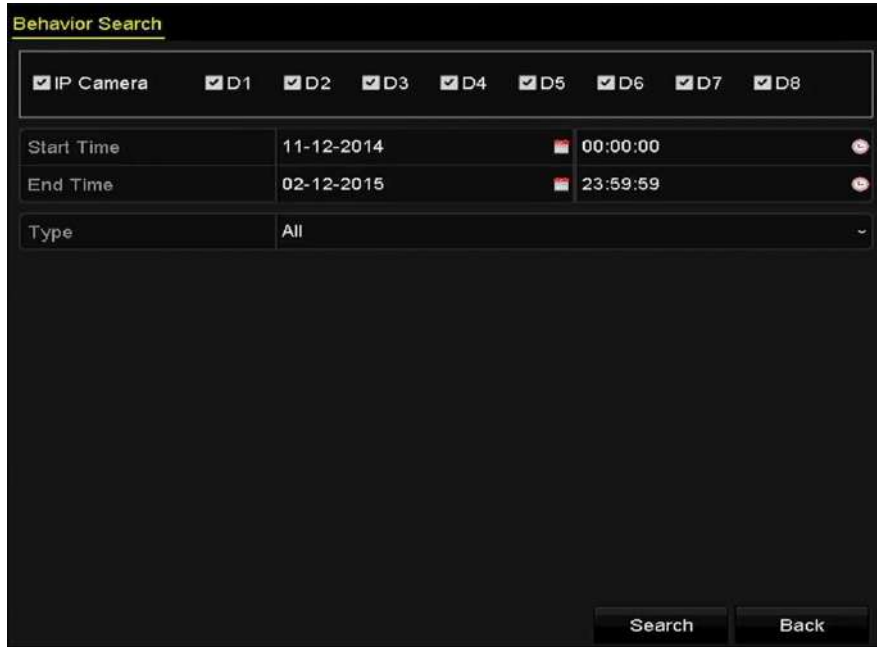 Behavior Search
IP Camera D1 D2 D3 D4 D5 D6 D7 D8
Start Time 11-12-2014 00:00:00
End Time 02-12-2015 23:59:59
Type All
Search Back